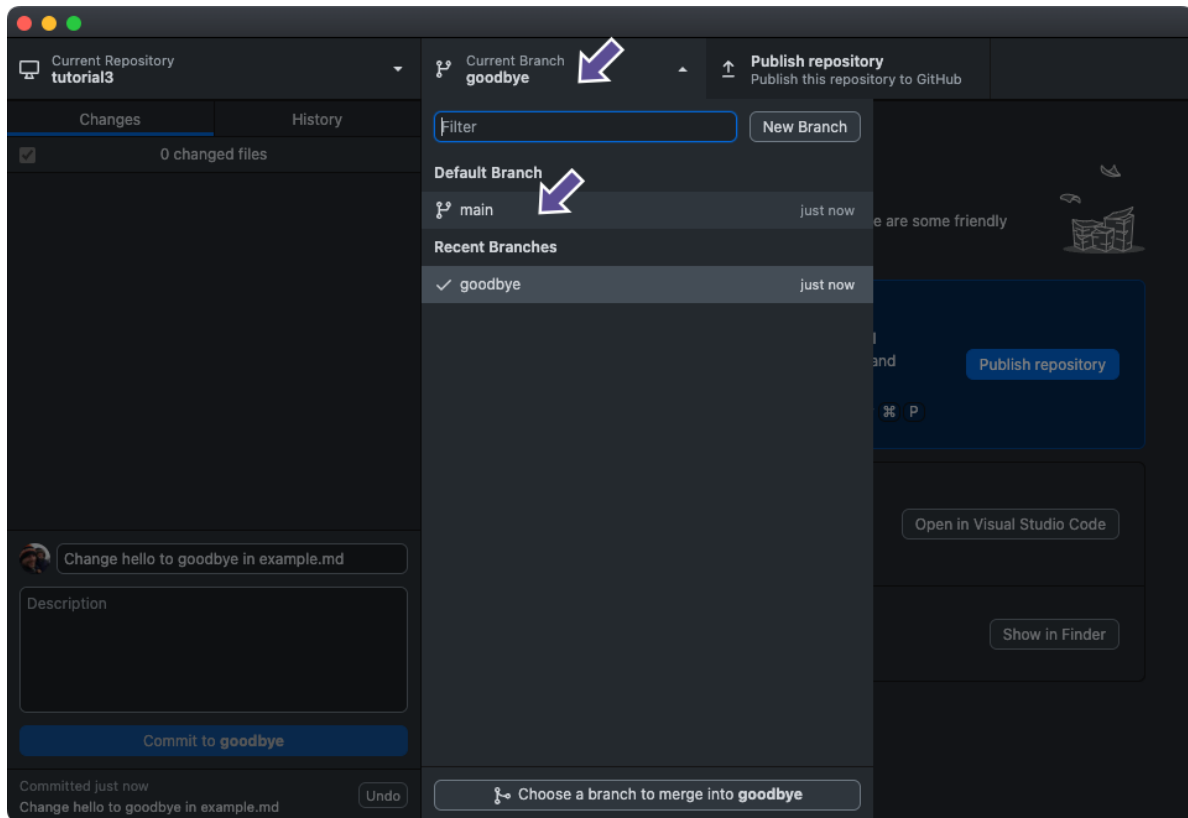 Current Repository
tutorial3
Current Branch
goodbye
Publish repository
Publish this repository to GitHub
Changes
History
0 changed files
Filter
New Branch
Default Branch
main
just now
Recent Branches
goodbye
just now
e are some friendly
and
Publish repository
⌘ P
Open in Visual Studio Code
Show in Finder
Change hello to goodbye in example.md
Description
Commit to goodbye
Committed just now
Change hello to goodbye in example.md
Undo
Choose a branch to merge into goodbye